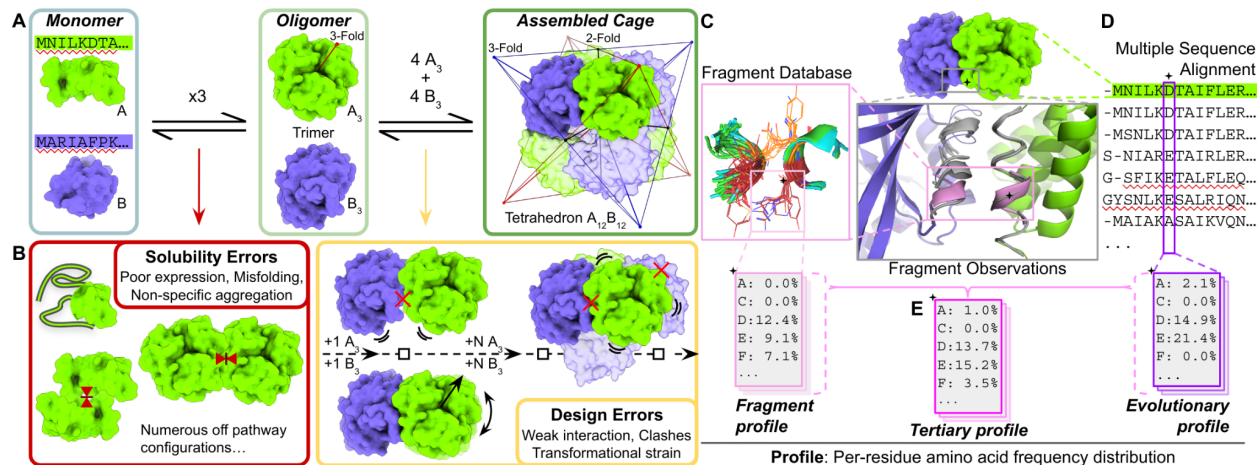 A
Monomer
MNILKDTA...
A
MARIAFPK...
B
x3
Oligomer
3-Fold
A3
Trimer
B3
4 A3
+
4 B3
Assembled Cage
3-Fold
2-Fold
Tetrahedron A12B12
B
Solubility Errors
Poor expression, Misfolding,
Non-specific aggregation
Numerous off pathway
configurations...
+1 A3
+1 B3
+N A3
+N B3
Design Errors
Weak interaction, Clashes
Transformational strain
C
Fragment Database
Fragment Observations
A: 0.0%
C: 0.0%
D:12.4%
E: 9.1%
F: 7.1%
...
Fragment
profile
D
Multiple Sequence
Alignment
-MNILKDTAIFLER...
-MNILKDTAIFLER...
-MSNLKDTAIFLER...
S-NIARETAIRLER...
G-SFIKETALFLEQ...
GYSNLKESALRIQN...
-MAIAKASAIKVQN...
...
A: 2.1%
C: 0.0%
D:14.9%
E:21.4%
F: 0.0%
...
Evolutionary
profile
E
A: 1.0%
C: 0.0%
D:13.7%
E:15.2%
F: 3.5%
...
Tertiary profile
Profile: Per-residue amino acid frequency distribution